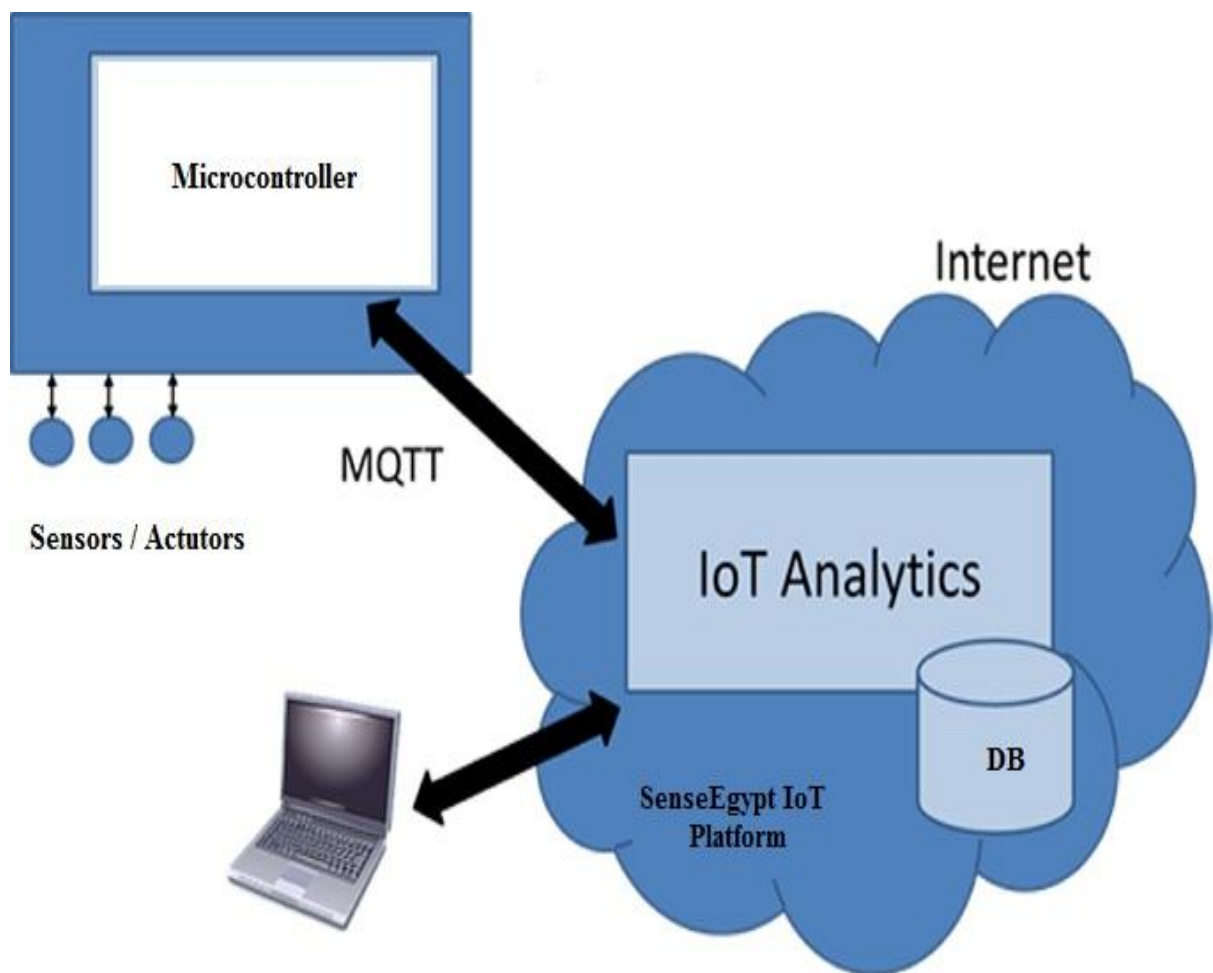 Microcontroller
Internet
MQTT
Sensors / Actutors
IoT Analytics
DB
SenseEgypt IoT
Platform